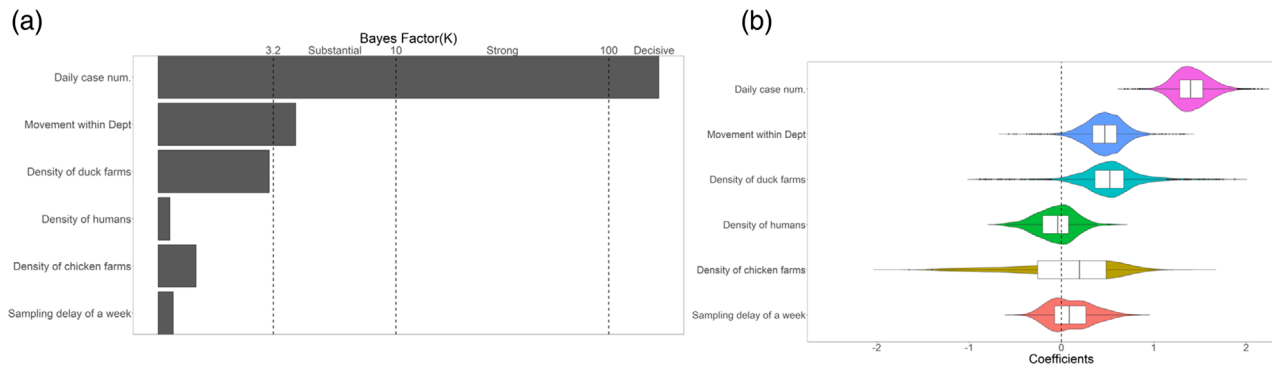 (a)
Bayes Factor(K)
3.2 Substantial 10 Strong 100 Decisive
Daily case num.
Movement within Dept
Density of duck farms
Density of humans
Density of chicken farms
Sampling delay of a week
(b)
Daily case num.
Movement within Dept
Density of duck farms
Density of humans
Density of chicken farms
Sampling delay of a week
-2 -1 0 1 2
Coefficients